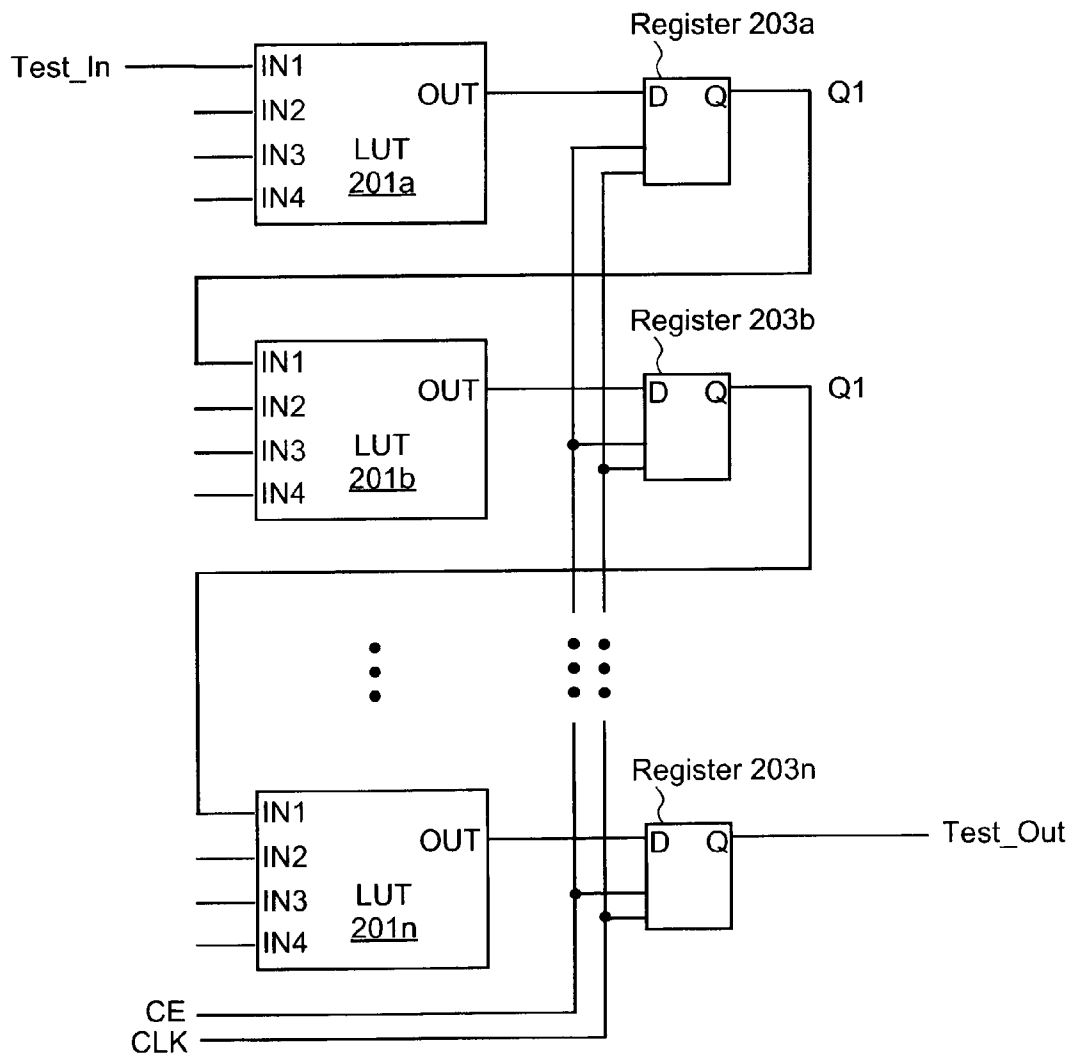 Register 203a
Test_In
IN1
IN2
IN3
IN4
OUT
LUT
201a
D
Q
Q1
Register 203b
IN1
IN2
IN3
IN4
OUT
LUT
201b
D
Q
Q1
Register 203n
IN1
IN2
IN3
IN4
OUT
LUT
201n
D
Q
Test_Out
CE
CLK